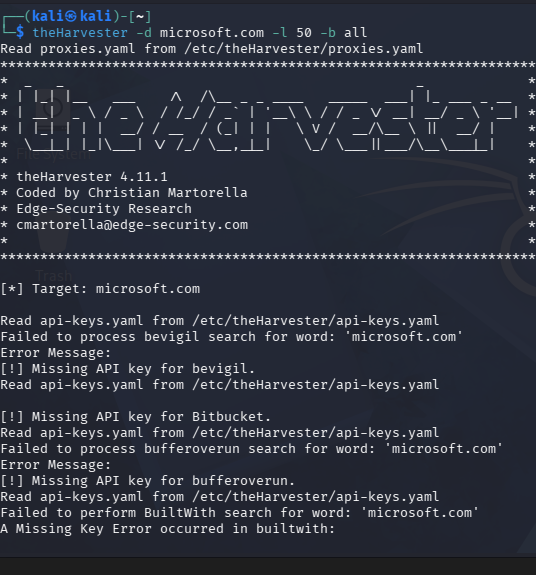 ┌──(kali㉿kali)-[~]
└─$ theHarvester -d microsoft.com -l 50 -b all
Read proxies.yaml from /etc/theHarvester/proxies.yaml
*******************************************************************
* theHarvester *
* *
* theHarvester 4.11.1 *
* Coded by Christian Martorella *
* Edge-Security Research *
* cmartorella@edge-security.com *
* *
*******************************************************************
[*] Target: microsoft.com
Read api-keys.yaml from /etc/theHarvester/api-keys.yaml
Failed to process bevigil search for word: 'microsoft.com'
Error Message:
[!] Missing API key for bevigil.
Read api-keys.yaml from /etc/theHarvester/api-keys.yaml
[!] Missing API key for Bitbucket.
Read api-keys.yaml from /etc/theHarvester/api-keys.yaml
Failed to process bufferoverun search for word: 'microsoft.com'
Error Message:
[!] Missing API key for bufferoverun.
Read api-keys.yaml from /etc/theHarvester/api-keys.yaml
Failed to perform BuiltWith search for word: 'microsoft.com'
A Missing Key Error occurred in builtwith:
File System
Trash